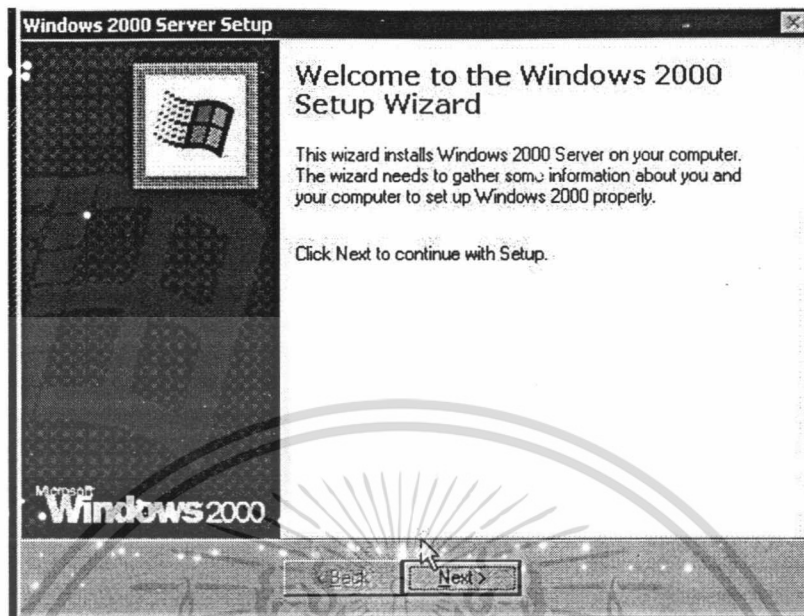 Windows 2000 Server Setup
Welcome to the Windows 2000
Setup Wizard
This wizard installs Windows 2000 Server on your computer.
The wizard needs to gather some information about you and
your computer to set up Windows 2000 properly.
Click Next to continue with Setup.
Microsoft
Windows 2000
< Back
Next >